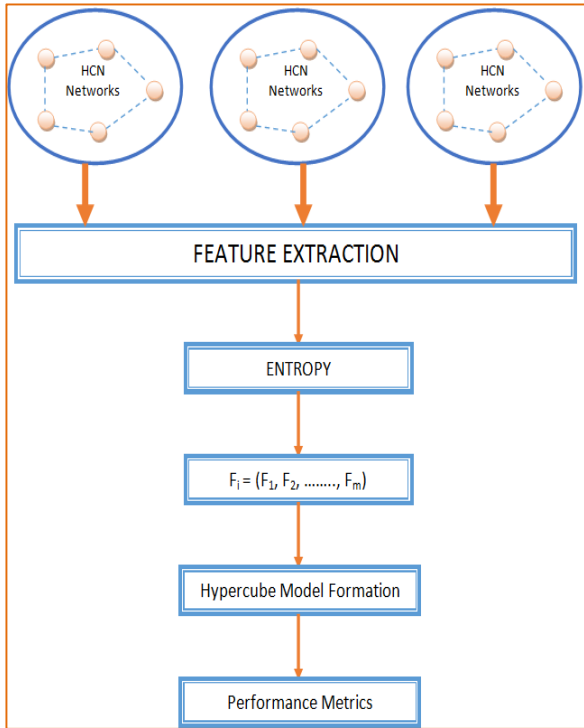 HCN
Networks
HCN
Networks
HCN
Networks
FEATURE EXTRACTION
ENTROPY
Fᵢ = (F₁, F₂, ........, Fₘ)
Hypercube Model Formation
Performance Metrics